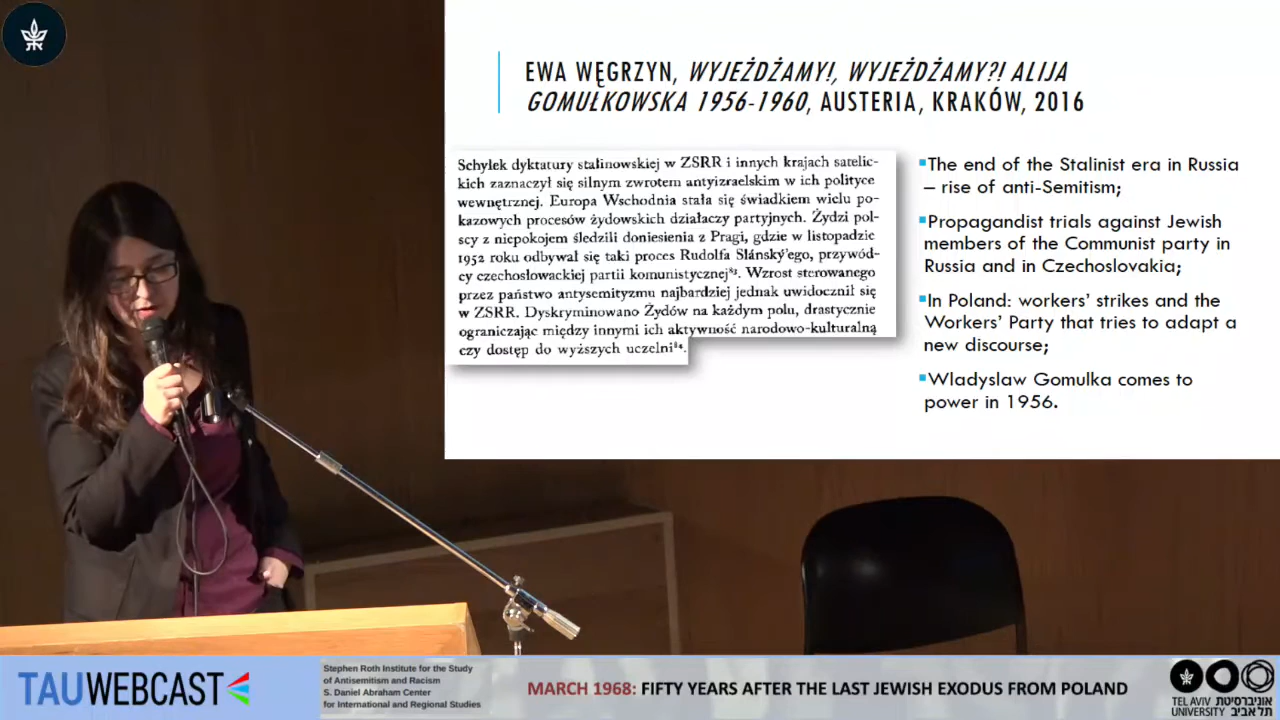 EWA WĘGRZYN, WYJEŻDŻAMY!, WYJEŻDŻAMY?! ALIJA
GOMUŁKOWSKA 1956-1960, AUSTERIA, KRAKÓW, 2016
Schyłek dyktatury stalinowskiej w ZSRR i innych krajach satelic-
kich zaznaczył się silnym zwrotem antyizraelskim w ich polityce
wewnętrznej. Europa Wschodnia stała się świadkiem wielu po-
kazowych procesów żydowskich działaczy partyjnych. Żydzi pol-
scy z niepokojem śledzili doniesienia z Pragi, gdzie w listopadzie
1952 roku odbywał się taki proces Rudolfa Slánský'ego, przywód-
cy czechosłowackiej partii komunistycznej. Wzrost sterowanego
przez państwo antysemityzmu najbardziej jednak uwidocznił się
w ZSRR. Dyskryminowano Żydów na każdym polu, drastycznie
ograniczając między innymi ich aktywność narodowo-kulturalną
czy dostęp do wyższych uczelni.
▪The end of the Stalinist era in Russia
– rise of anti-Semitism;
▪Propagandist trials against Jewish
members of the Communist party in
Russia and in Czechoslovakia;
▪In Poland: workers' strikes and the
Workers' Party that tries to adapt a
new discourse;
▪Wladyslaw Gomulka comes to
power in 1956.
TAUWEBCAST
Stephen Roth Institute for the Study
of Antisemitism and Racism
S. Daniel Abraham Center
for International and Regional Studies
MARCH 1968: FIFTY YEARS AFTER THE LAST JEWISH EXODUS FROM POLAND
TEL AVIV אוניברסיטת
UNIVERSITY תל אביב